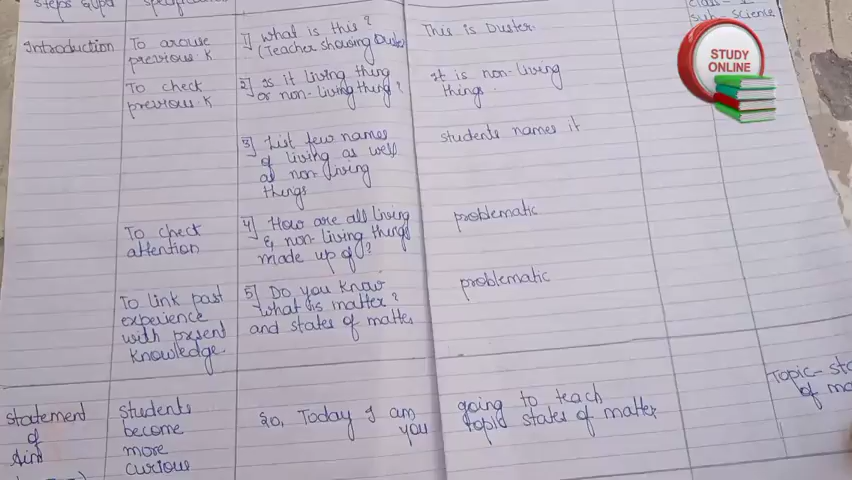 Steps
Introduction
To arouse
previous K
1] What is this?
(Teacher showing Duster)
This is Duster
Sub. Science
STUDY
ONLINE
To check
previous K
2] Is it living thing
or non-living thing?
It is non-living
things.
3] List few names
of living as well
as non-living
things
students names it
To check
attention
4] How are all living
& non-living things
made up of?
problematic
To link past
experience
with present
knowledge
5] Do you know
what is matter?
and states of matter
problematic
Statement
of
Aim
students
become
more
curious
So, Today I am
you
going to teach
topic states of matter
Topic- sta
of ma